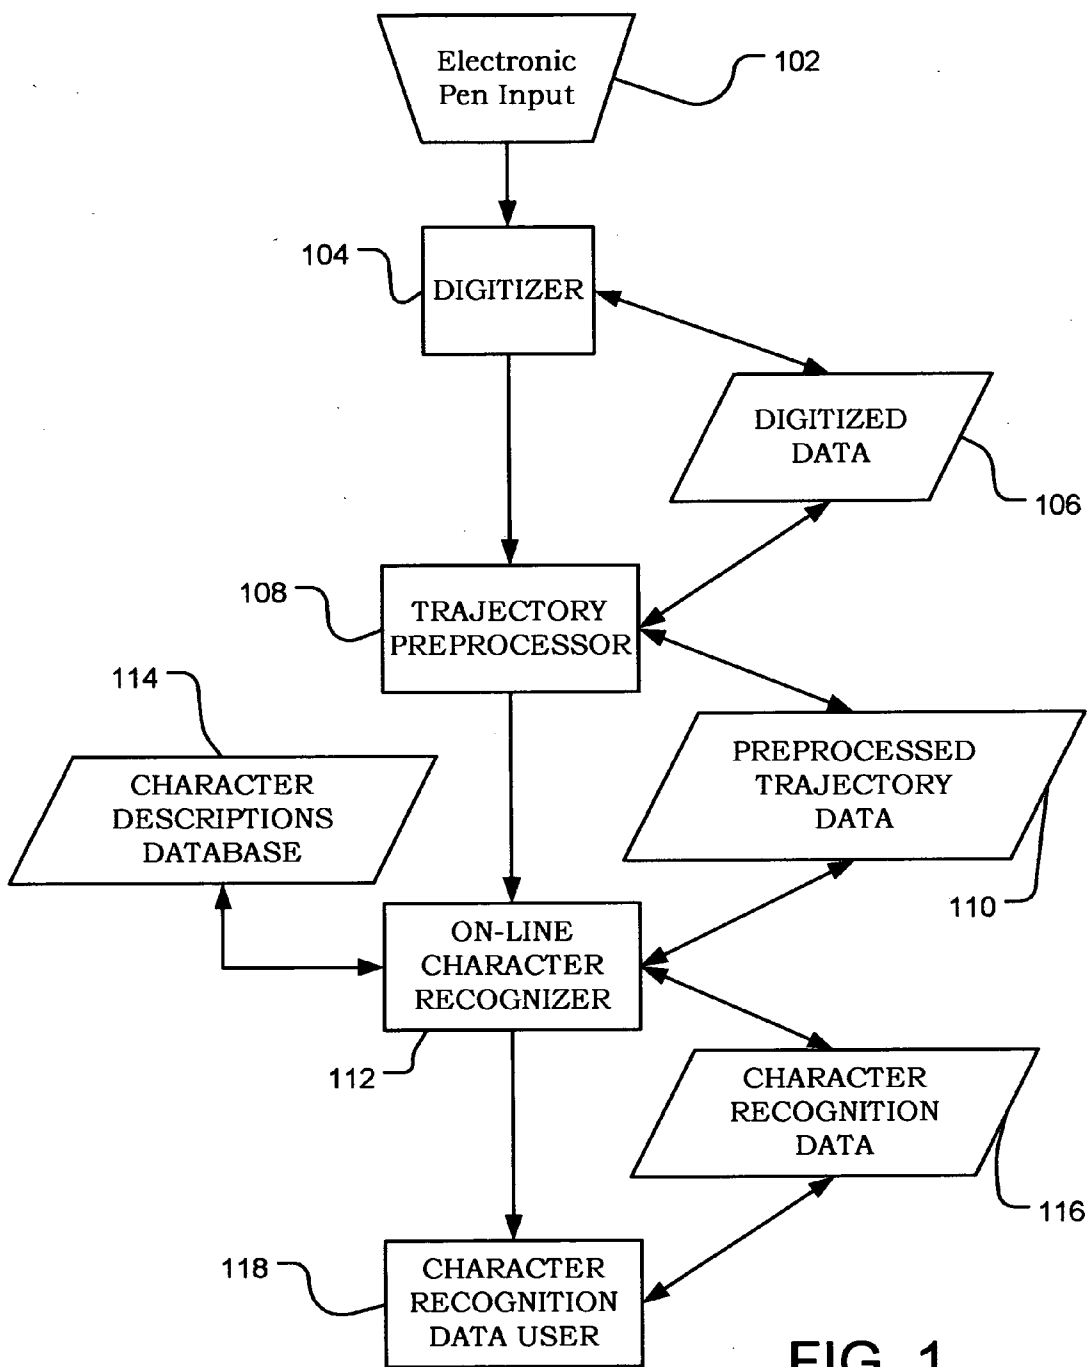 Electronic
Pen Input
102
104
DIGITIZER
DIGITIZED
DATA
106
108
TRAJECTORY
PREPROCESSOR
114
CHARACTER
DESCRIPTIONS
DATABASE
PREPROCESSED
TRAJECTORY
DATA
110
ON-LINE
CHARACTER
RECOGNIZER
112
CHARACTER
RECOGNITION
DATA
116
118
CHARACTER
RECOGNITION
DATA USER
FIG. 1